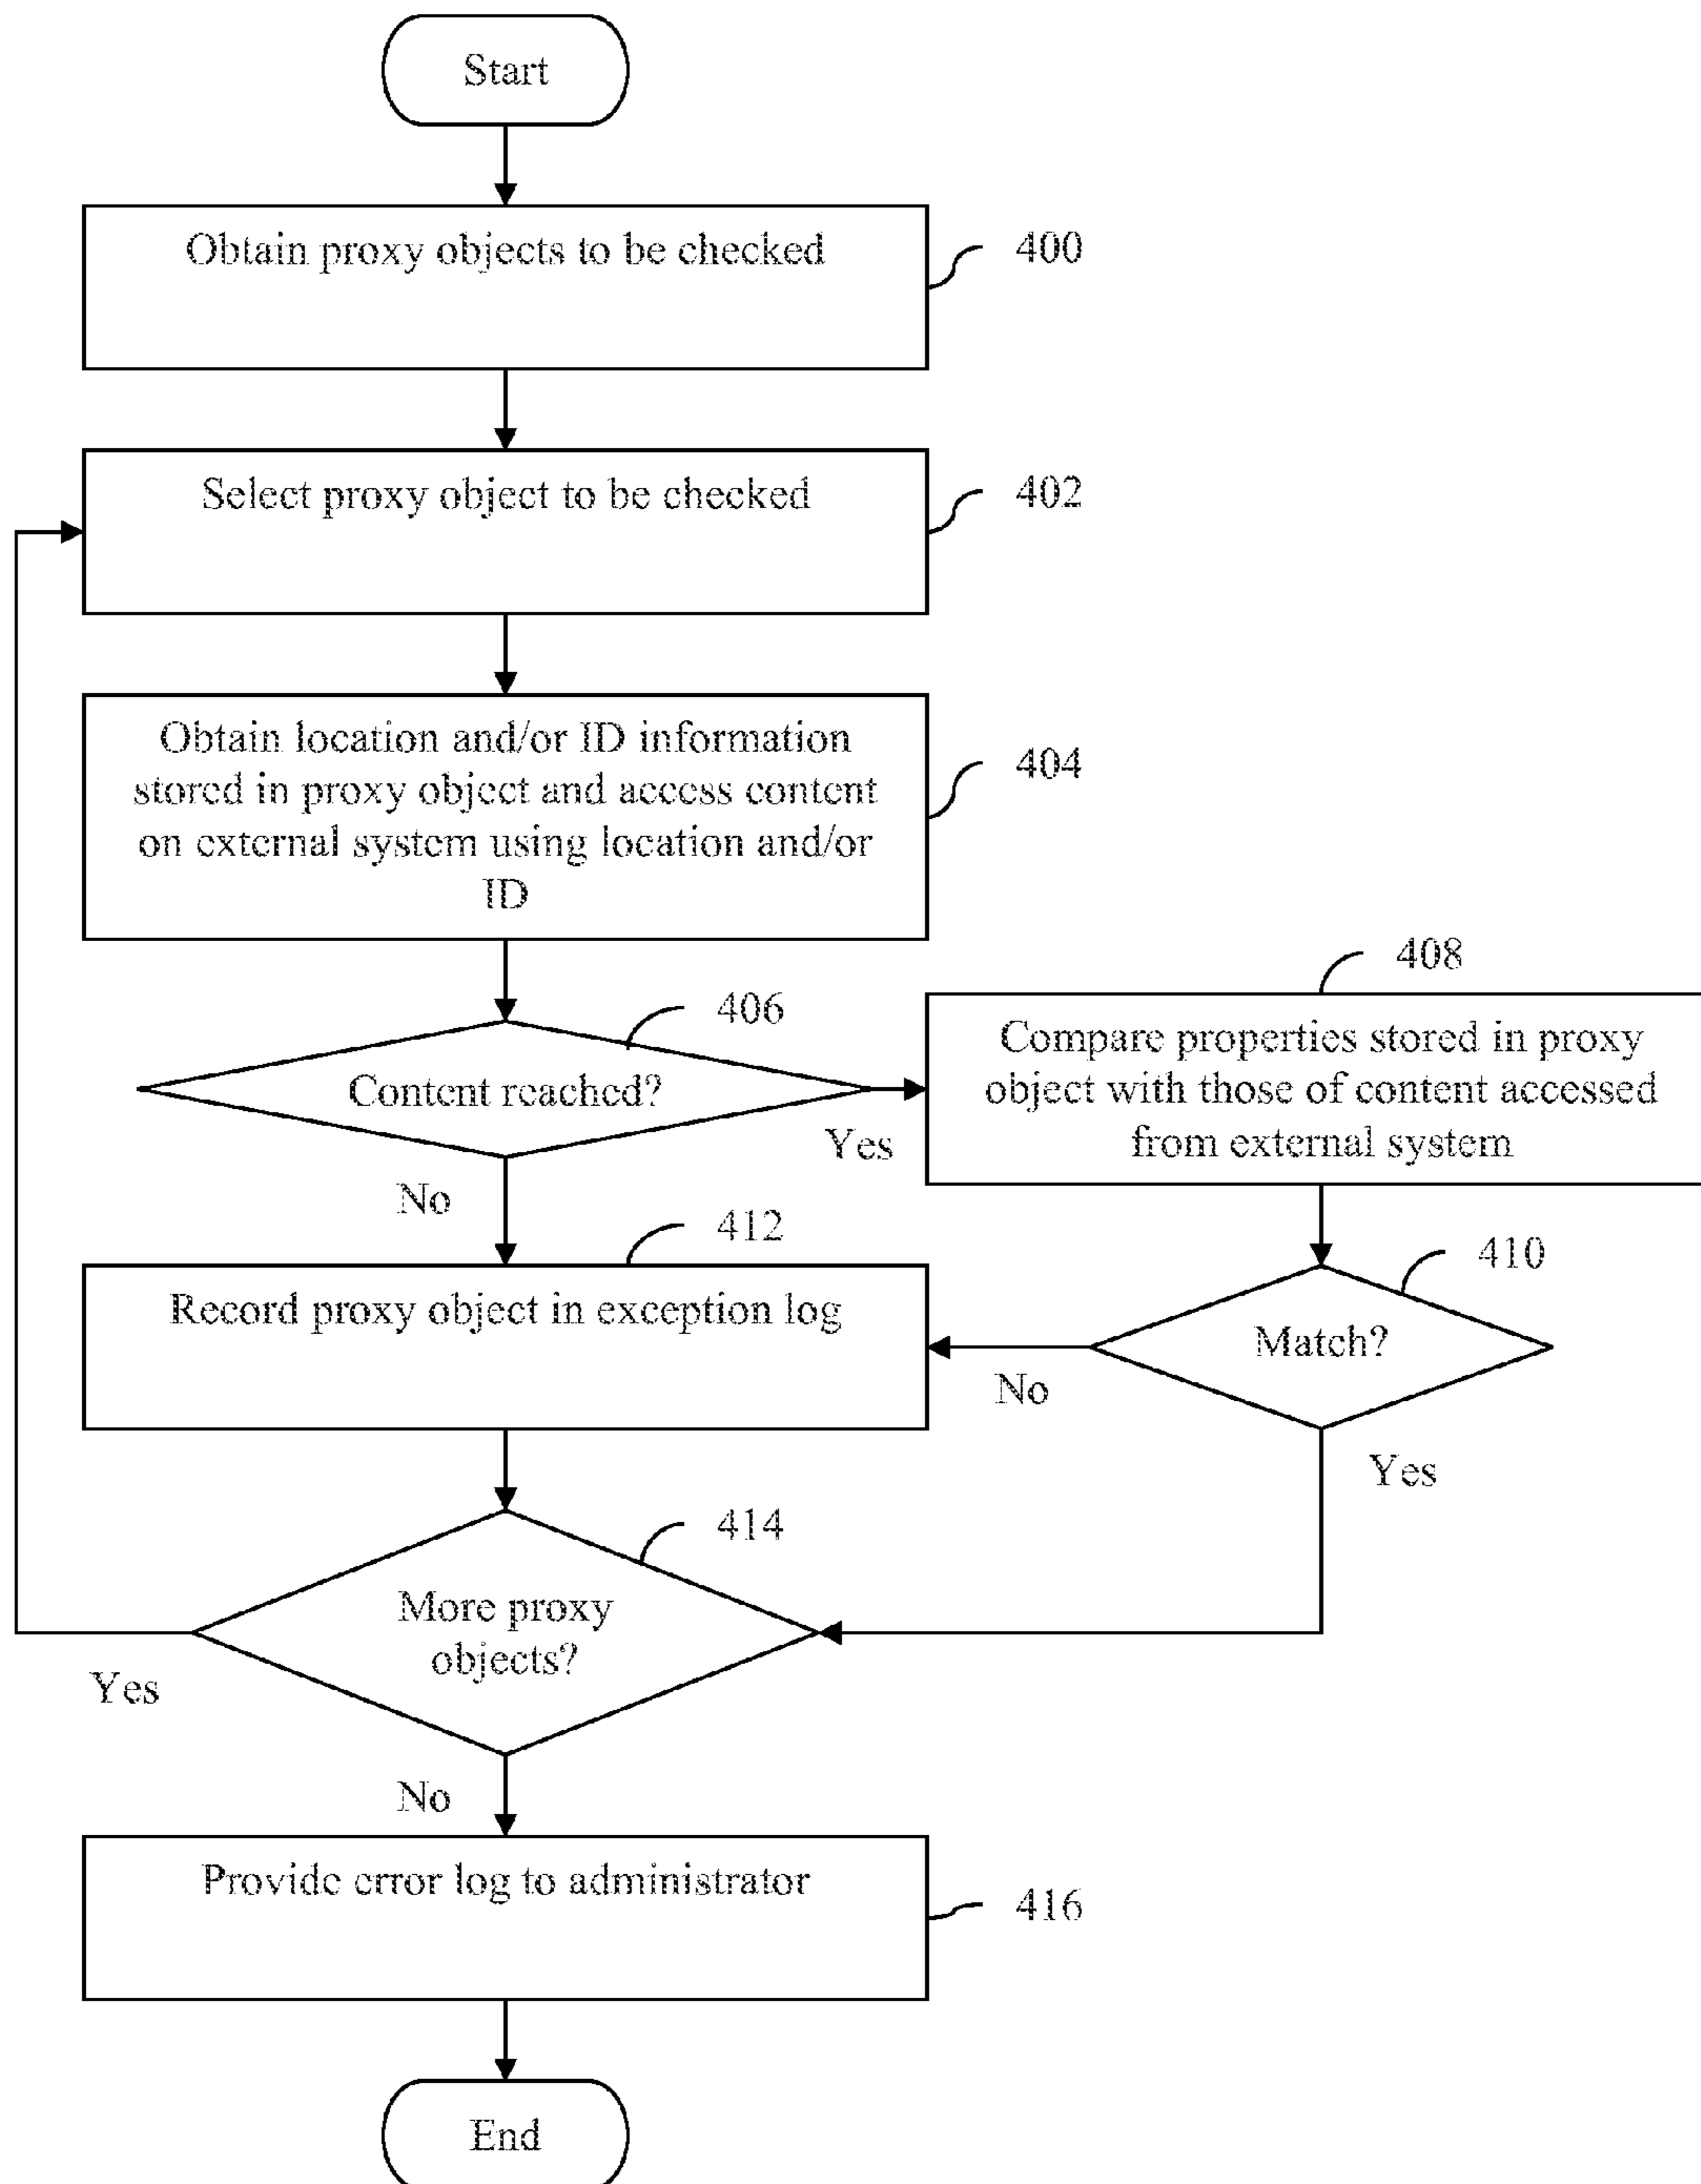 Start
Obtain proxy objects to be checked
400
Select proxy object to be checked
402
Obtain location and/or ID information
stored in proxy object and access content
on external system using location and/or
ID
404
406
Content reached?
Yes
No
408
Compare properties stored in proxy
object with those of content accessed
from external system
410
Match?
No
Yes
412
Record proxy object in exception log
414
More proxy
objects?
Yes
No
Provide error log to administrator
416
End